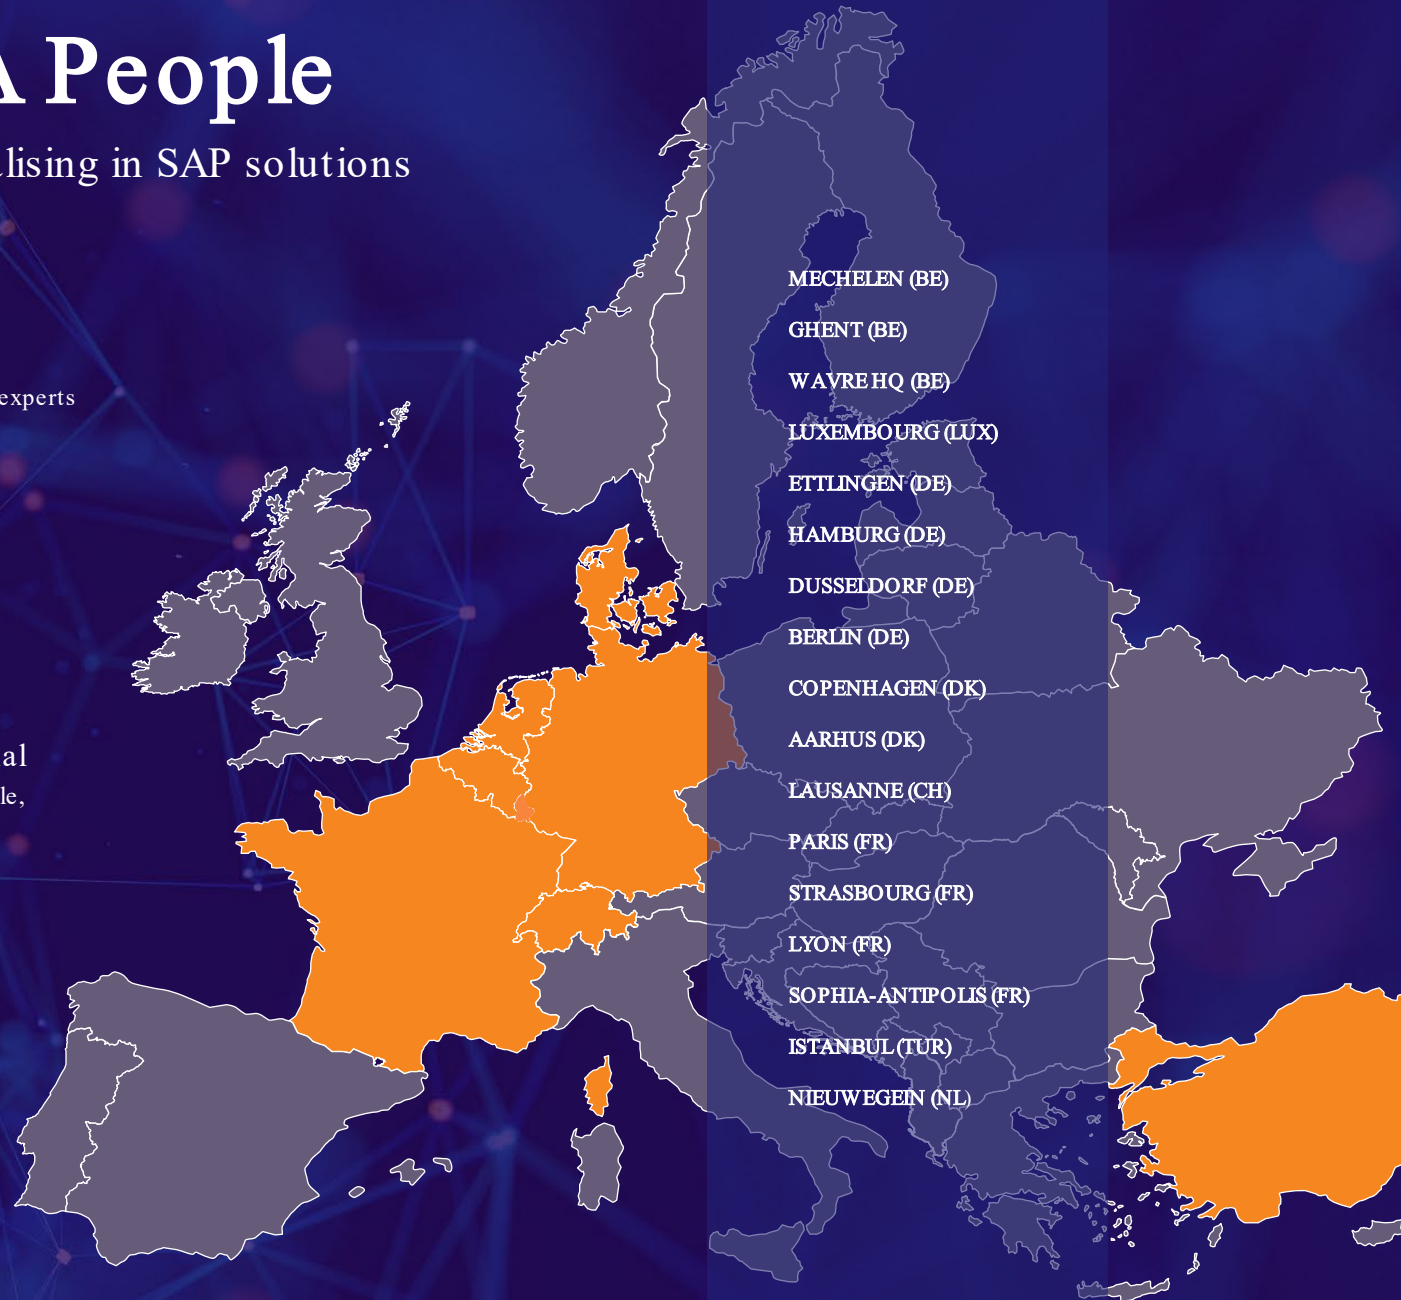 A People
lising in SAP solutions
MECHELEN (BE)
GHENT (BE)
WAVRE HQ (BE)
experts
LUXEMBOURG (LUX)
ETTLINGEN (DE)
HAMBURG (DE)
DUSSELDORF (DE)
BERLIN (DE)
COPENHAGEN (DK)
AARHUS (DK)
al
le,
LAUSANNE (CH)
PARIS (FR)
STRASBOURG (FR)
LYON (FR)
SOPHIA-ANTIPOLIS (FR)
ISTANBUL (TUR)
NIEUWEGEIN (NL)